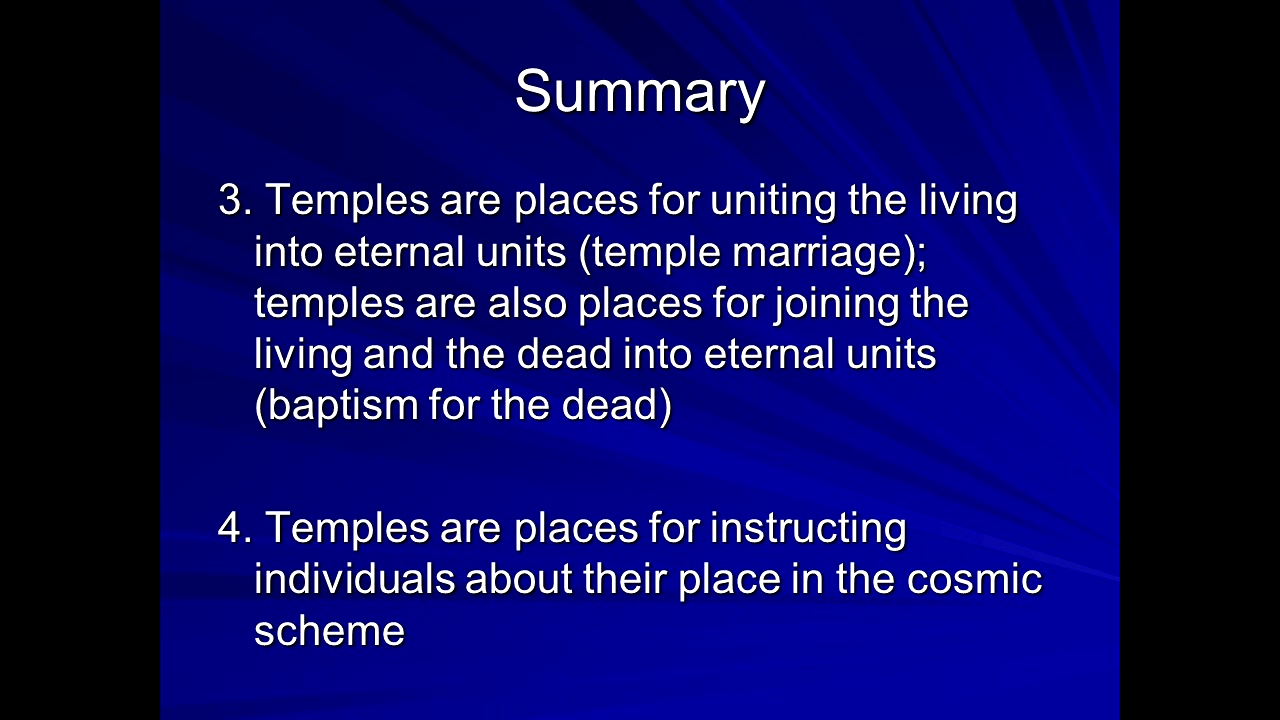 Summary
3. Temples are places for uniting the living
into eternal units (temple marriage);
temples are also places for joining the
living and the dead into eternal units
(baptism for the dead)
4. Temples are places for instructing
individuals about their place in the cosmic
scheme